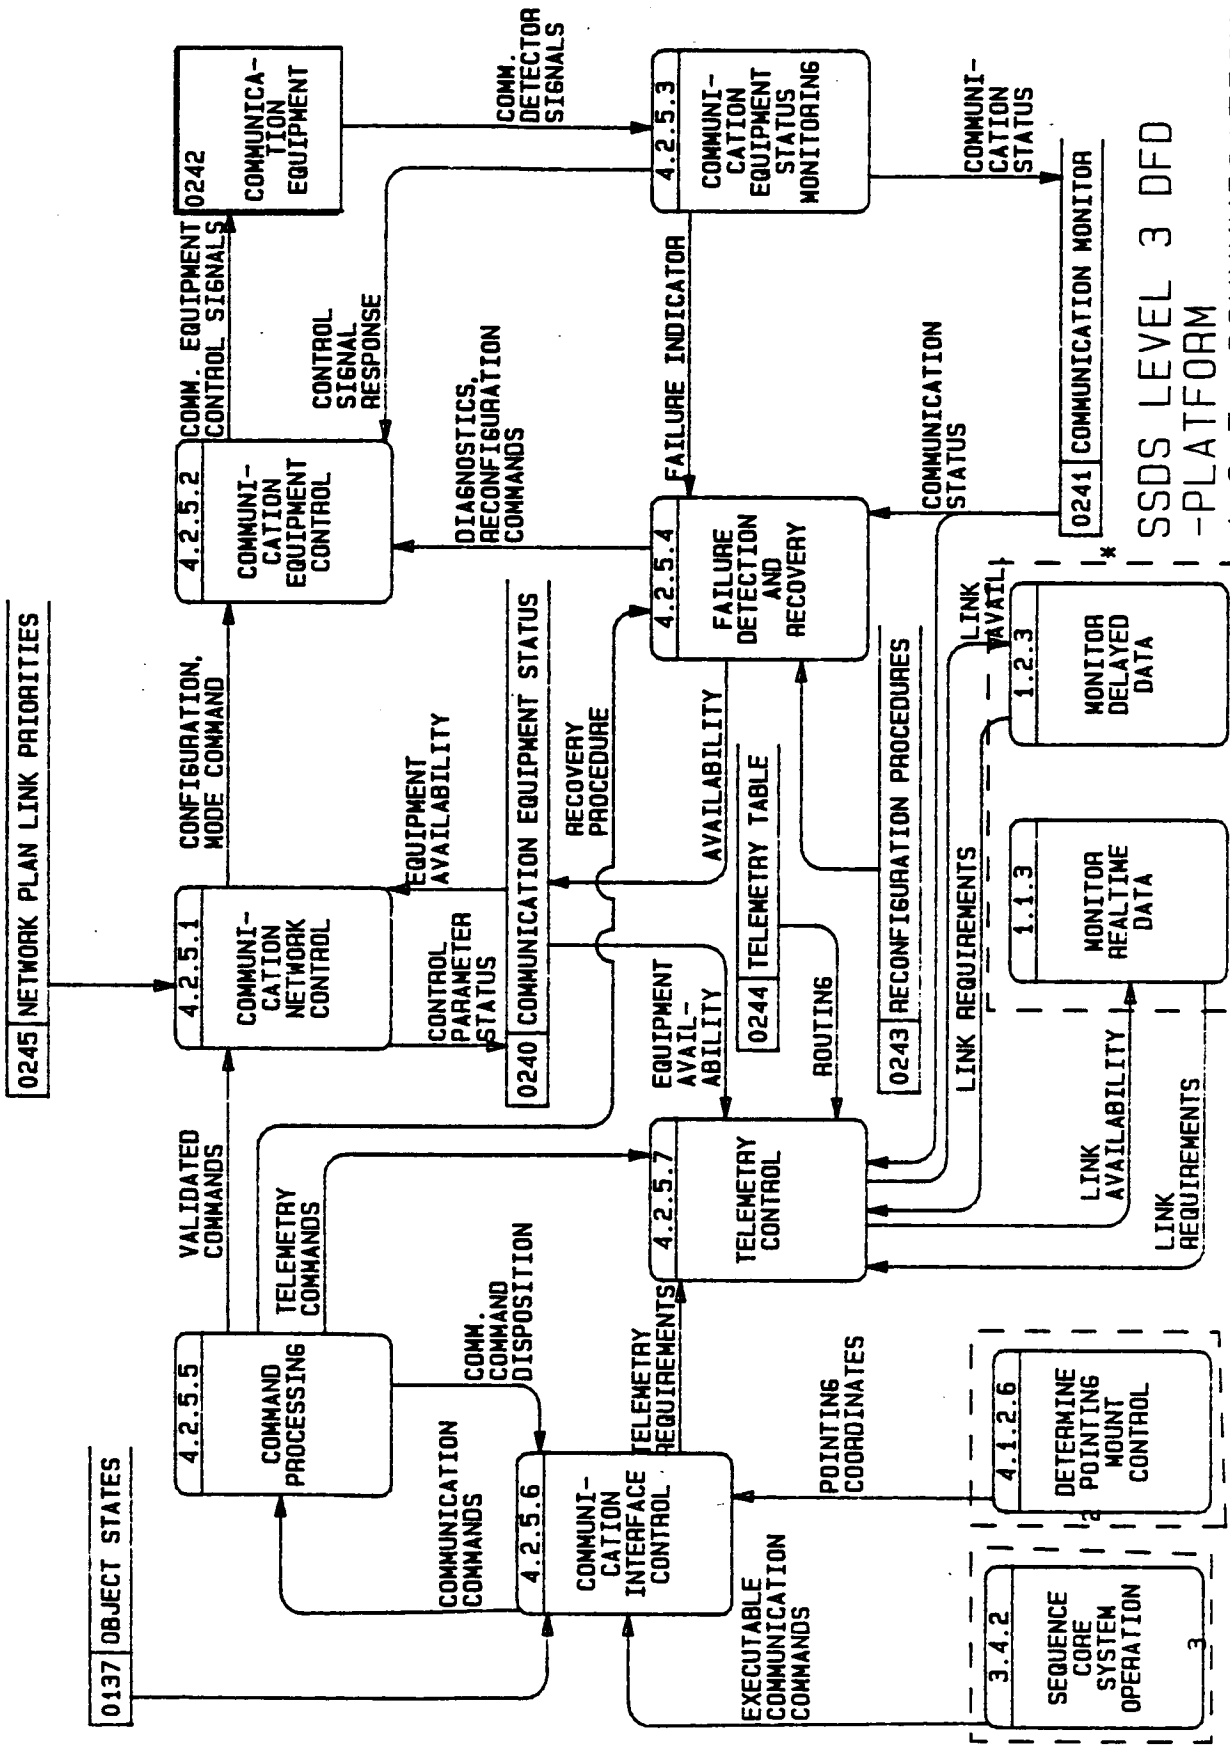 0245 NETWORK PLAN LINK PRIORITIES
0137 OBJECT STATES
4.2.5.5
COMMAND
PROCESSING
VALIDATED
COMMANDS
4.2.5.1
COMMUNI-
CATION
NETWORK
CONTROL
CONFIGURATION,
MODE COMMAND
4.2.5.2
COMMUNI-
CATION
EQUIPMENT
CONTROL
COMM. EQUIPMENT
CONTROL SIGNALS
0242
COMMUNICA-
TION
EQUIPMENT
TELEMETRY
COMMANDS
CONTROL
SIGNAL
RESPONSE
COMMUNICATION
COMMANDS
COMM.
COMMAND
DISPOSITION
CONTROL
PARAMETER
STATUS
EQUIPMENT
AVAILABILITY
DIAGNOSTICS,
RECONFIGURATION
COMMANDS
COMM.
DETECTOR
SIGNALS
0240 COMMUNICATION EQUIPMENT STATUS
4.2.5.6
COMMUNI-
CATION
INTERFACE
CONTROL
TELEMETRY
REQUIREMENTS
RECOVERY
PROCEDURE
4.2.5.7
TELEMETRY
CONTROL
EQUIPMENT
AVAIL-
ABILITY
AVAILABILITY
4.2.5.4
FAILURE
DETECTION
AND
RECOVERY
FAILURE INDICATOR
4.2.5.3
COMMUNI-
CATION
EQUIPMENT
STATUS
MONITORING
0244 TELEMETRY TABLE
ROUTING
EXECUTABLE
COMMUNICATION
COMMANDS
POINTING
COORDINATES
0243 RECONFIGURATION PROCEDURES
COMMUNICATION
STATUS
COMMUNI-
CATION
STATUS
LINK REQUIREMENTS
LINK
AVAIL.
3.4.2
SEQUENCE
CORE
SYSTEM
OPERATION
3
4.1.2.6
DETERMINE
POINTING
MOUNT
CONTROL
2
LINK
AVAILABILITY
LINK
REQUIREMENTS
1.1.3
MONITOR
REALTIME
DATA
1.2.3
MONITOR
DELAYED
DATA
*
0241 COMMUNICATION MONITOR
SSDS LEVEL 3 DFD
-PLATFORM